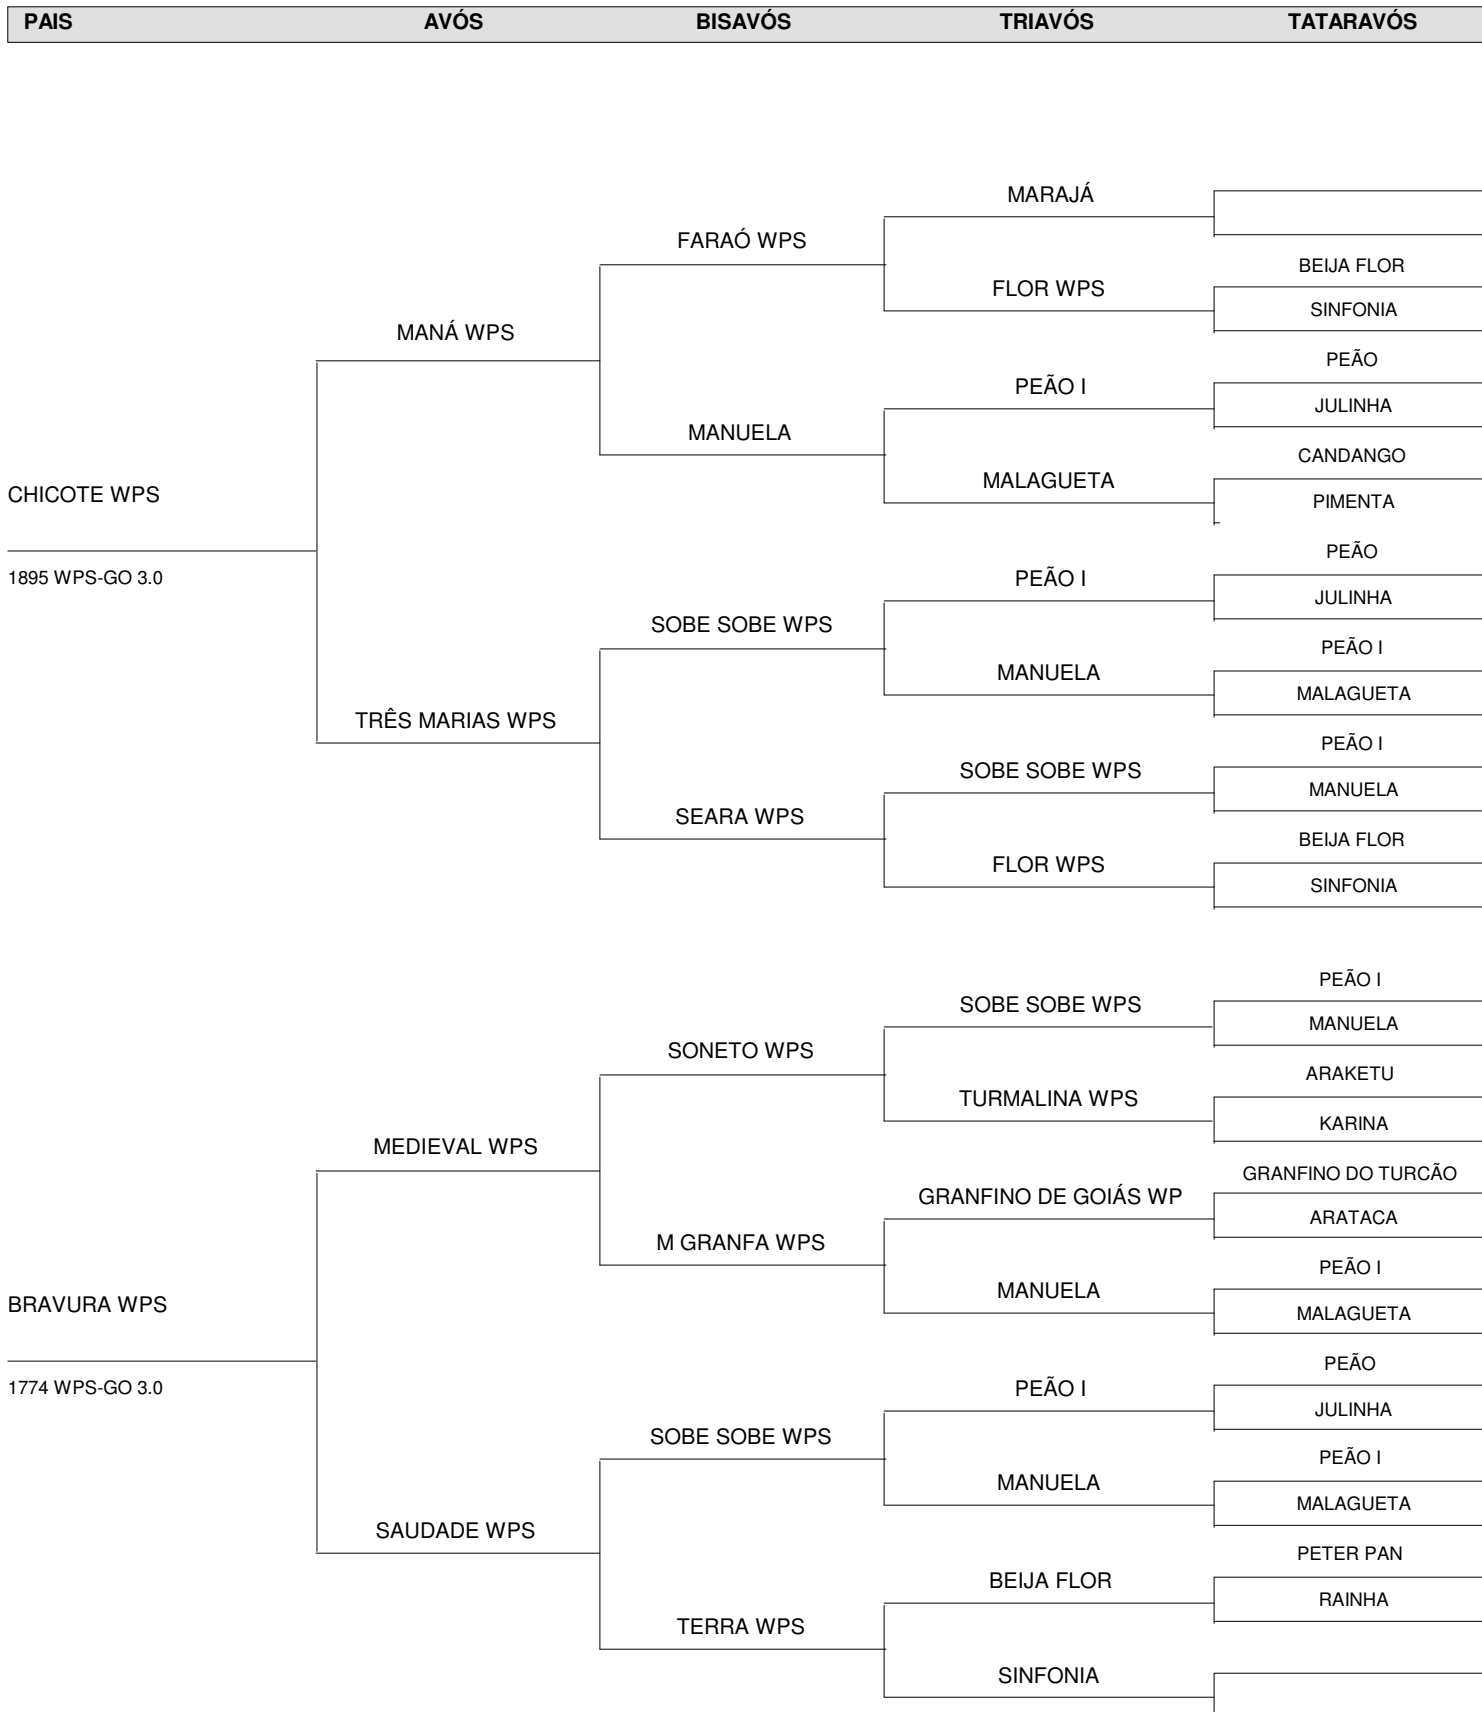 PAIS AVÓS BISAVÓS TRIAVÓS TATARAVÓS
MARAJÁ
FARAÓ WPS
BEIJA FLOR
FLOR WPS
SINFONIA
MANÁ WPS
PEÃO
PEÃO I
JULINHA
MANUELA
CANDANGO
MALAGUETA
CHICOTE WPS
PIMENTA
PEÃO
1895 WPS-GO 3.0
PEÃO I
JULINHA
SOBE SOBE WPS
PEÃO I
MANUELA
MALAGUETA
TRÊS MARIAS WPS
PEÃO I
SOBE SOBE WPS
MANUELA
SEARA WPS
BEIJA FLOR
FLOR WPS
SINFONIA
PEÃO I
SOBE SOBE WPS
MANUELA
SONETO WPS
ARAKETU
TURMALINA WPS
KARINA
MEDIEVAL WPS
GRANFINO DO TURCÃO
GRANFINO DE GOIÁS WP
ARATACA
M GRANFA WPS
PEÃO I
MANUELA
BRAVURA WPS
MALAGUETA
PEÃO
1774 WPS-GO 3.0
PEÃO I
JULINHA
SOBE SOBE WPS
PEÃO I
MANUELA
MALAGUETA
SAUDADE WPS
PETER PAN
BEIJA FLOR
RAINHA
TERRA WPS
SINFONIA